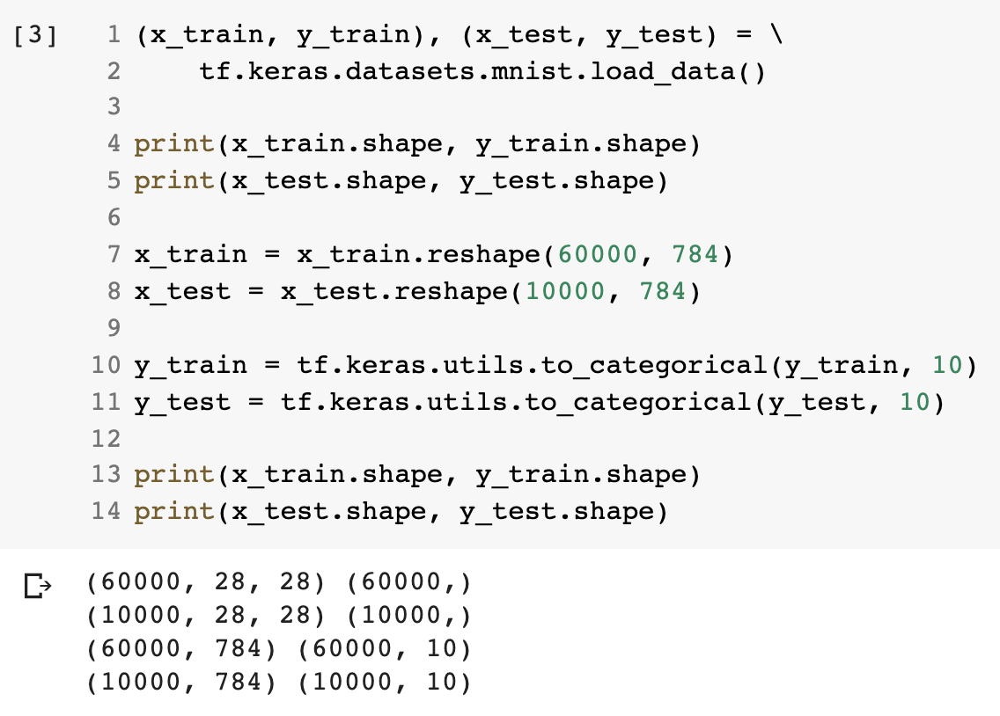 [3] 1 (x_train, y_train), (x_test, y_test) = \
2     tf.keras.datasets.mnist.load_data()
3
4 print(x_train.shape, y_train.shape)
5 print(x_test.shape, y_test.shape)
6
7 x_train = x_train.reshape(60000, 784)
8 x_test = x_test.reshape(10000, 784)
9
10 y_train = tf.keras.utils.to_categorical(y_train, 10)
11 y_test = tf.keras.utils.to_categorical(y_test, 10)
12
13 print(x_train.shape, y_train.shape)
14 print(x_test.shape, y_test.shape)
(60000, 28, 28) (60000,)
(10000, 28, 28) (10000,)
(60000, 784) (60000, 10)
(10000, 784) (10000, 10)